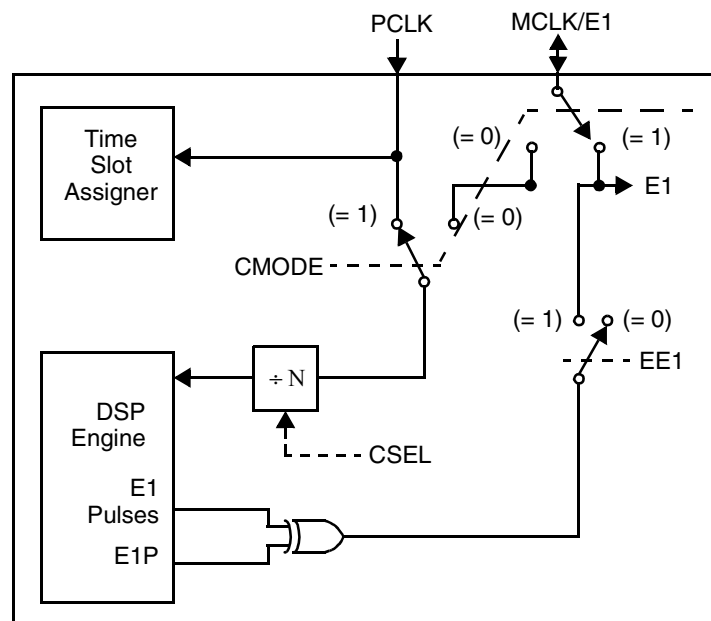 PCLK
MCLK/E1
Time
Slot
Assigner
(= 0)
(= 1)
E1
(= 1)
(= 0)
CMODE
(= 1)
(= 0)
EE1
÷ N
DSP
Engine
CSEL
E1
Pulses
E1P